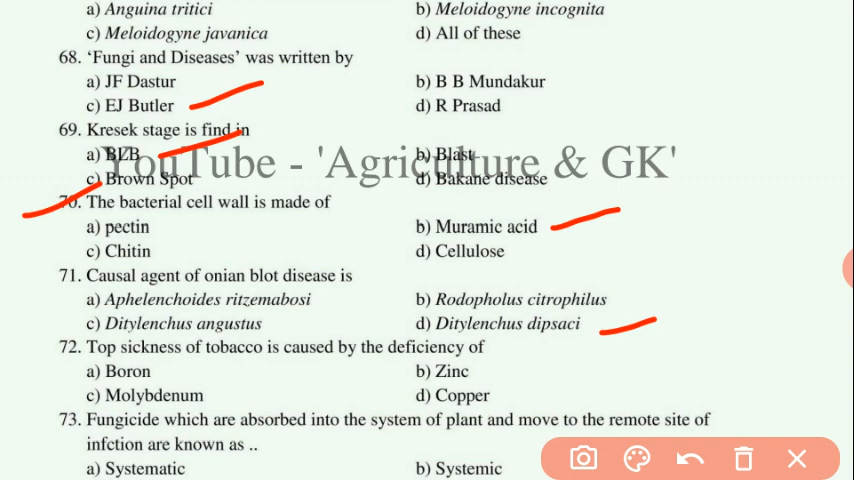 a) Anguina tritici b) Meloidogyne incognita
c) Meloidogyne javanica d) All of these
68. ‘Fungi and Diseases’ was written by
a) JF Dastur b) B B Mundakur
c) EJ Butler d) R Prasad
69. Kresek stage is find in
a) BLB b) Blast
YouTube - 'Agriculture & GK'
c) Brown Spot d) Bakane disease
70. The bacterial cell wall is made of
a) pectin b) Muramic acid
c) Chitin d) Cellulose
71. Causal agent of onian blot disease is
a) Aphelenchoides ritzemabosi b) Rodopholus citrophilus
c) Ditylenchus angustus d) Ditylenchus dipsaci
72. Top sickness of tobacco is caused by the deficiency of
a) Boron b) Zinc
c) Molybdenum d) Copper
73. Fungicide which are absorbed into the system of plant and move to the remote site of
infction are known as ..
a) Systematic b) Systemic